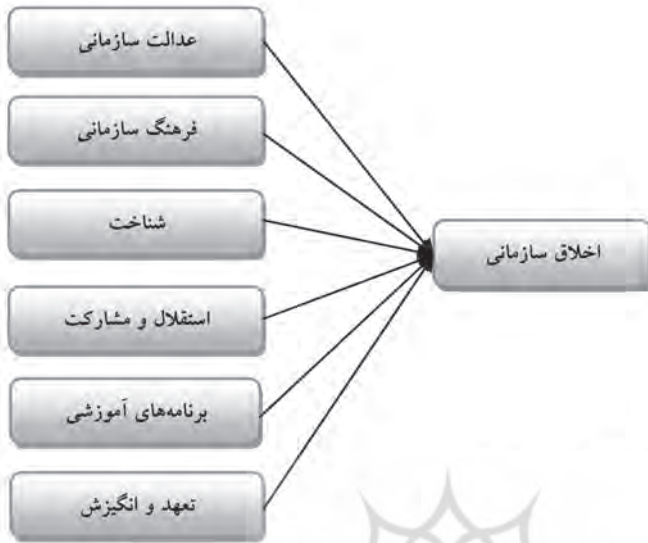 عدالت سازمانی
فرهنگ سازمانی
شناخت
اخلاق سازمانی
استقلال و مشارکت
برنامه‌های آموزشی
تعهد و انگیزش